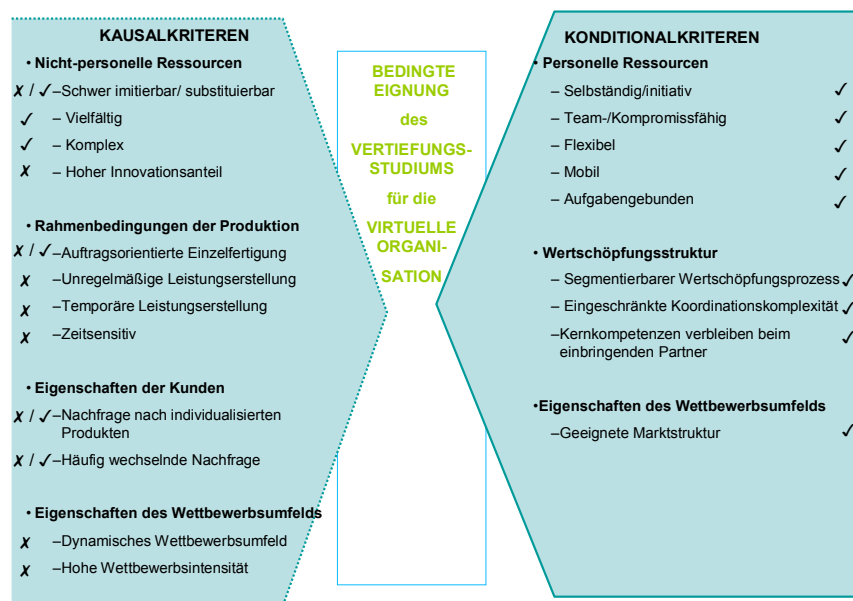 KAUSALKRITEREN
• Nicht-personelle Ressourcen
✗ / ✓ –Schwer imitierbar/ substituierbar
✓ – Vielfältig
✓ – Komplex
✗ – Hoher Innovationsanteil
• Rahmenbedingungen der Produktion
✗ / ✓ –Auftragsorientierte Einzelfertigung
✗ –Unregelmäßige Leistungserstellung
✗ –Temporäre Leistungserstellung
✗ –Zeitsensitiv
• Eigenschaften der Kunden
✗ / ✓ –Nachfrage nach individualisierten
Produkten
✗ / ✓ –Häufig wechselnde Nachfrage
• Eigenschaften des Wettbewerbsumfelds
✗ –Dynamisches Wettbewerbsumfeld
✗ –Hohe Wettbewerbsintensität
BEDINGTE
EIGNUNG
des
VERTIEFUNGS-
STUDIUMS
für die
VIRTUELLE
ORGANI-
SATION
KONDITIONALKRITEREN
• Personelle Ressourcen
– Selbständig/initiativ ✓
– Team-/Kompromissfähig ✓
– Flexibel ✓
– Mobil ✓
– Aufgabengebunden ✓
• Wertschöpfungsstruktur
– Segmentierbarer Wertschöpfungsprozess ✓
– Eingeschränkte Koordinationskomplexität ✓
–Kernkompetenzen verbleiben beim ✓
einbringenden Partner
•Eigenschaften des Wettbewerbsumfelds
–Geeignete Marktstruktur ✓